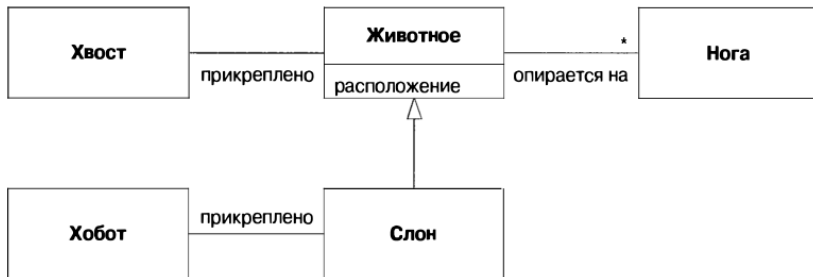 Хвост
прикреплено
Животное
расположение
*
опирается на
Нога
Хобот
прикреплено
Слон